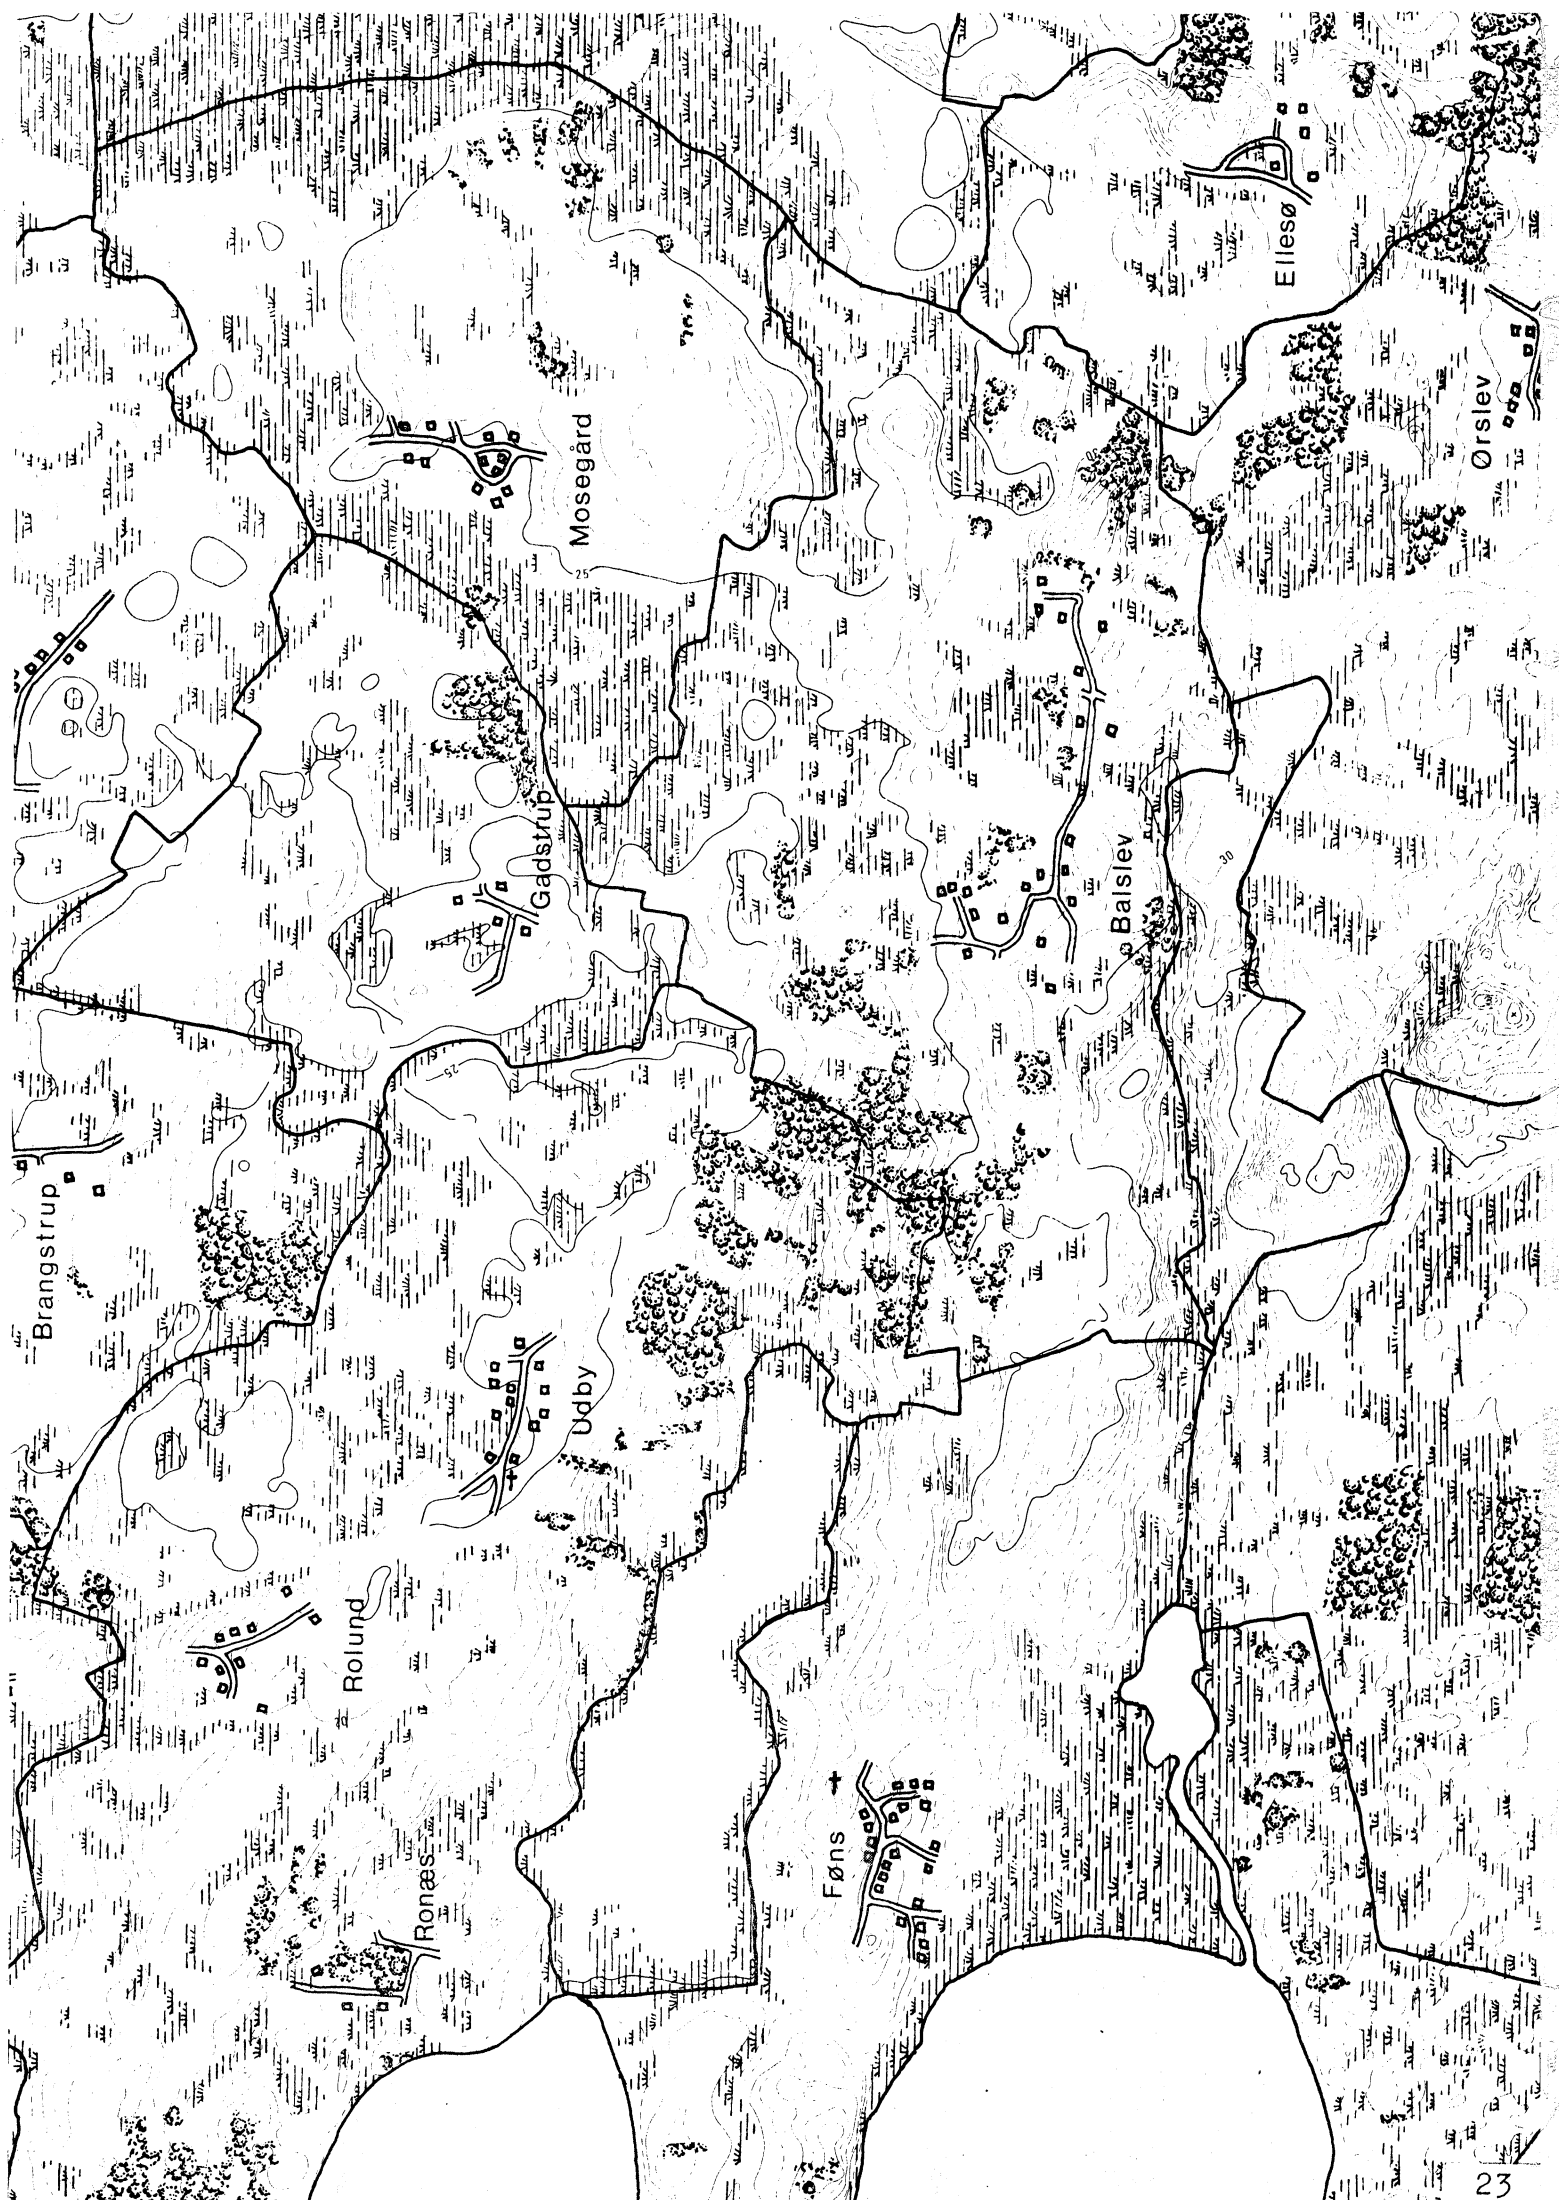 Brangstrup
Rolund
Ronæs
Udby
Gadstrup
Mosegård
Føns
Balslev
Ellesø
Ørslev
25
25
30
23